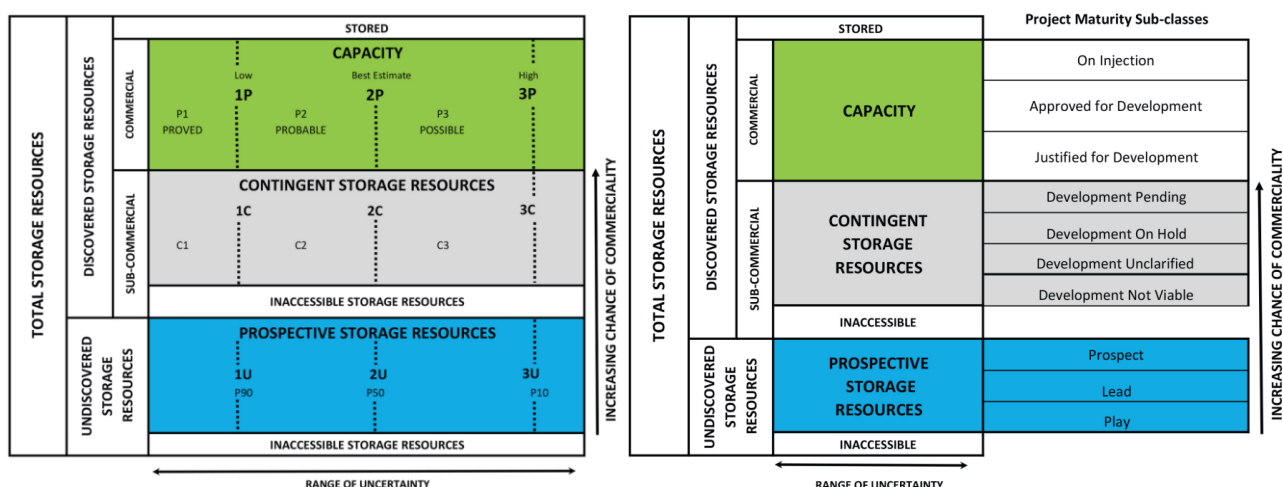 STORED
CAPACITY
Low
Best Estimate
High
1P
2P
3P
P1
PROVED
P2
PROBABLE
P3
POSSIBLE
CONTINGENT STORAGE RESOURCES
1C
2C
3C
C1
C2
C3
INACCESSIBLE STORAGE RESOURCES
PROSPECTIVE STORAGE RESOURCES
1U
2U
3U
P90
P50
P10
INACCESSIBLE STORAGE RESOURCES
RANGE OF UNCERTAINTY
TOTAL STORAGE RESOURCES
DISCOVERED STORAGE RESOURCES
COMMERCIAL
SUB-COMMERCIAL
UNDISCOVERED
STORAGE
RESOURCES
INCREASING CHANCE OF COMMERCIALITY
Project Maturity Sub-classes
STORED
CAPACITY
On Injection
Approved for Development
Justified for Development
CONTINGENT
STORAGE
RESOURCES
Development Pending
Development On Hold
Development Unclarified
Development Not Viable
INACCESSIBLE
PROSPECTIVE
STORAGE
RESOURCES
Prospect
Lead
Play
INACCESSIBLE
RANGE OF UNCERTAINTY
TOTAL STORAGE RESOURCES
DISCOVERED STORAGE RESOURCES
COMMERCIAL
SUB-COMMERCIAL
UNDISCOVERED
STORAGE
RESOURCES
INCREASING CHANCE OF COMMERCIALITY